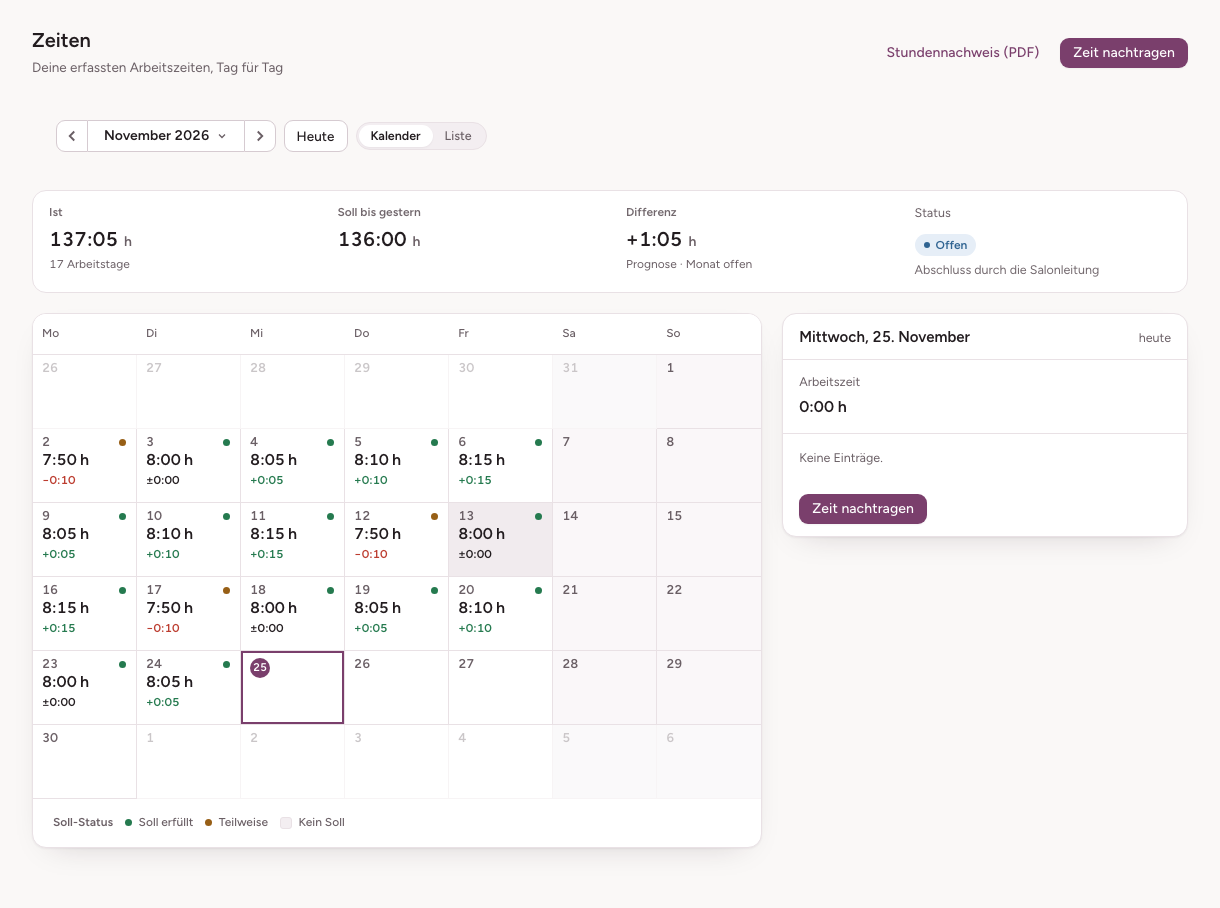 Zeiten
Deine erfassten Arbeitszeiten, Tag für Tag
Stundennachweis (PDF)
Zeit nachtragen
November 2026
Heute
Kalender
Liste
Ist
137:05 h
17 Arbeitstage
Soll bis gestern
136:00 h
Differenz
+1:05 h
Prognose · Monat offen
Status
Offen
Abschluss durch die Salonleitung
Mo Di Mi Do Fr Sa So
26 27 28 29 30 31 1
2 3 4 5 6 7 8
7:50 h 8:00 h 8:05 h 8:10 h 8:15 h
−0:10 ±0:00 +0:05 +0:10 +0:15
9 10 11 12 13 14 15
8:05 h 8:10 h 8:15 h 7:50 h 8:00 h
+0:05 +0:10 +0:15 −0:10 ±0:00
16 17 18 19 20 21 22
8:15 h 7:50 h 8:00 h 8:05 h 8:10 h
+0:15 −0:10 ±0:00 +0:05 +0:10
23 24 25 26 27 28 29
8:00 h 8:05 h
±0:00 +0:05
30 1 2 3 4 5 6
Soll-Status Soll erfüllt Teilweise Kein Soll
Mittwoch, 25. November
heute
Arbeitszeit
0:00 h
Keine Einträge.
Zeit nachtragen